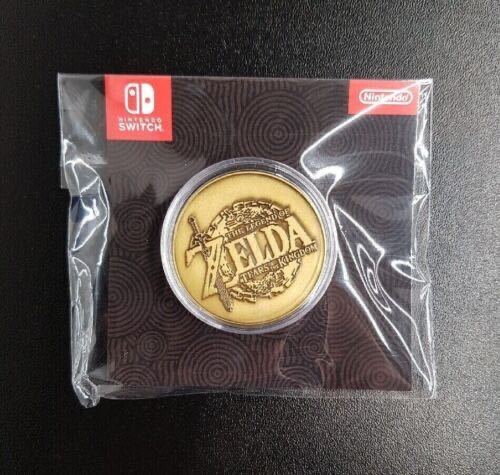 NINTENDO
SWITCH
Nintendo
THE LEGEND OF
ZELDA
TEARS OF THE KINGDOM